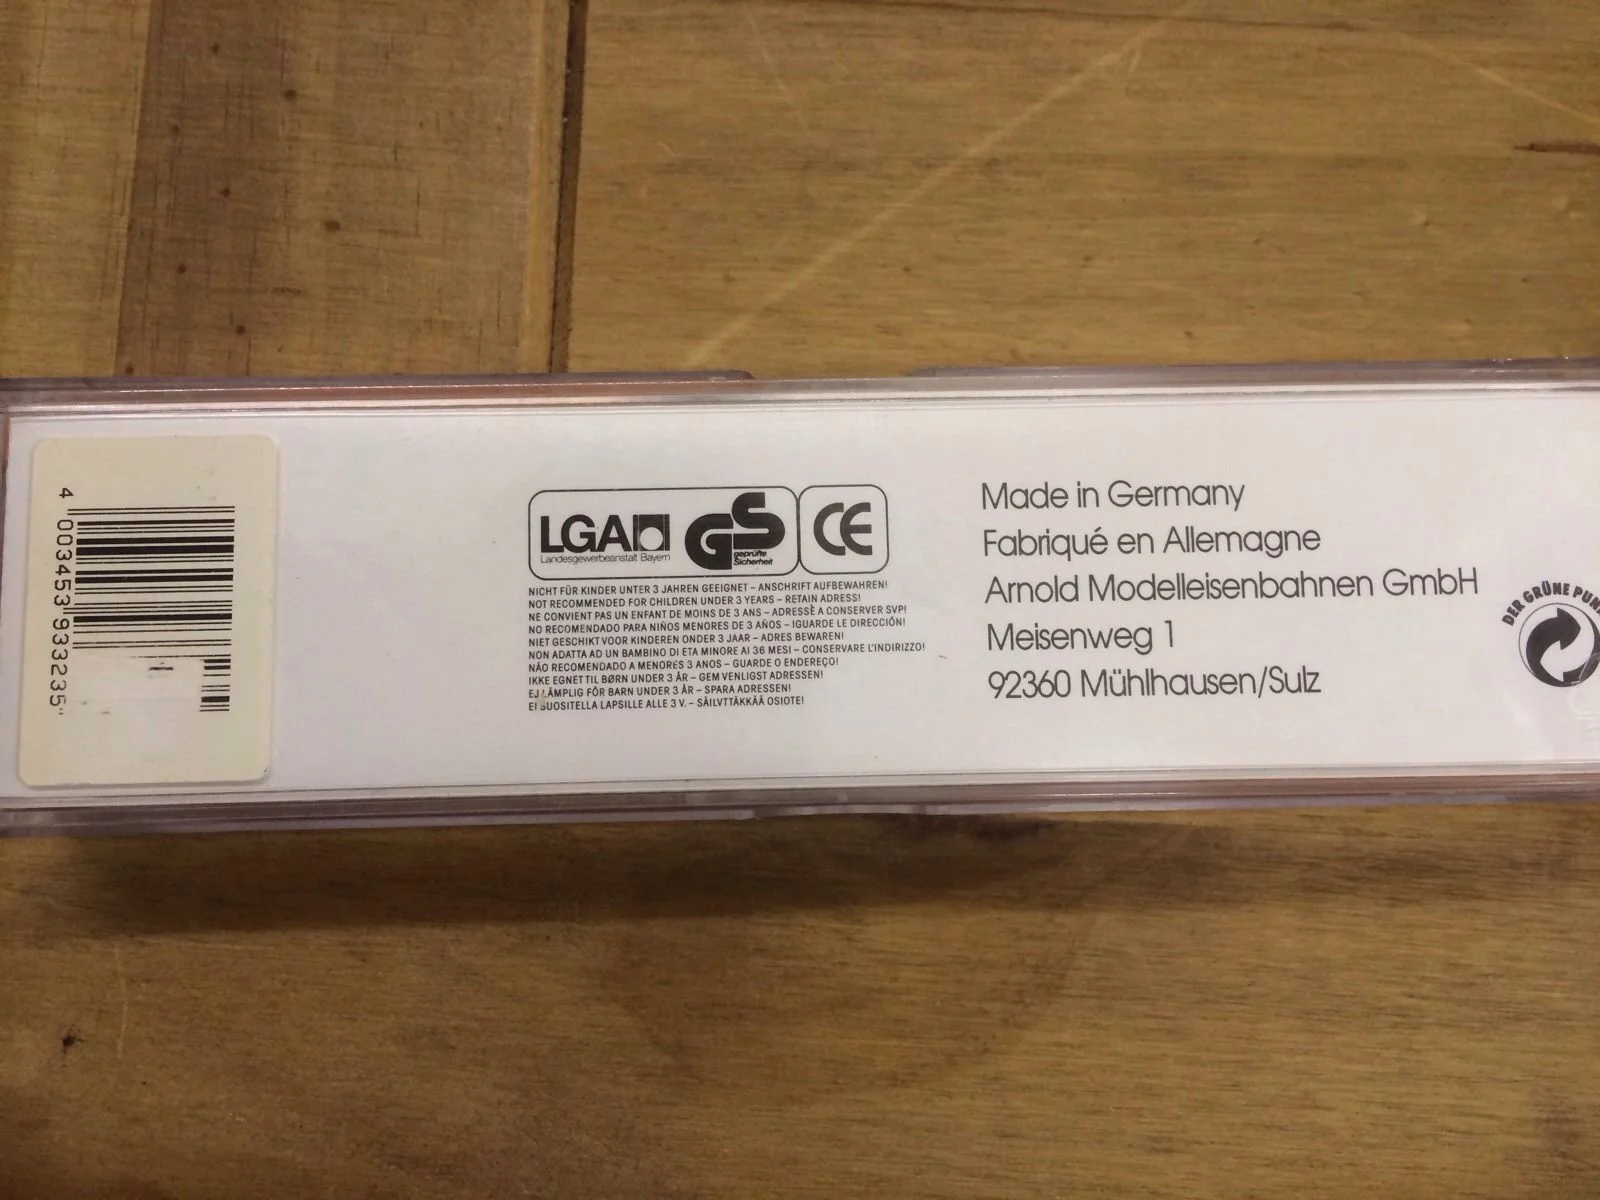 4 003453 933235
LGA
Landesgewerbeanstalt Bayern
GS
geprüfte
Sicherheit
CE
NICHT FÜR KINDER UNTER 3 JAHREN GEEIGNET – ANSCHRIFT AUFBEWAHREN!
NOT RECOMMENDED FOR CHILDREN UNDER 3 YEARS – RETAIN ADRESS!
NE CONVIENT PAS UN ENFANT DE MOINS DE 3 ANS – ADRESSÈ A CONSERVER SVP!
NO RECOMENDADO PARA NIÑOS MENORES DE 3 AÑOS – IGUARDE LE DIRECCIÓN!
NIET GESCHIKT VOOR KINDEREN ONDER 3 JAAR – ADRES BEWAREN!
NON ADATTA AD UN BAMBINO DI ETA MINORE AI 36 MESI – CONSERVARE L'INDIRIZZO!
NÃO RECOMENDADO A MENORES 3 ANOS – GUARDE O ENDEREÇO!
IKKE EGNET TIL BØRN UNDER 3 ÅR – GEM VENLIGST ADRESSEN!
EJ LÄMPLIG FÖR BARN UNDER 3 ÅR – SPARA ADRESSEN!
EI SUOSITELLA LAPSILLE ALLE 3 V. – SÄILVTTÄKKÄÄ OSIOTE!
Made in Germany
Fabriqué en Allemagne
Arnold Modelleisenbahnen GmbH
Meisenweg 1
92360 Mühlhausen/Sulz
DER GRÜNE PUN